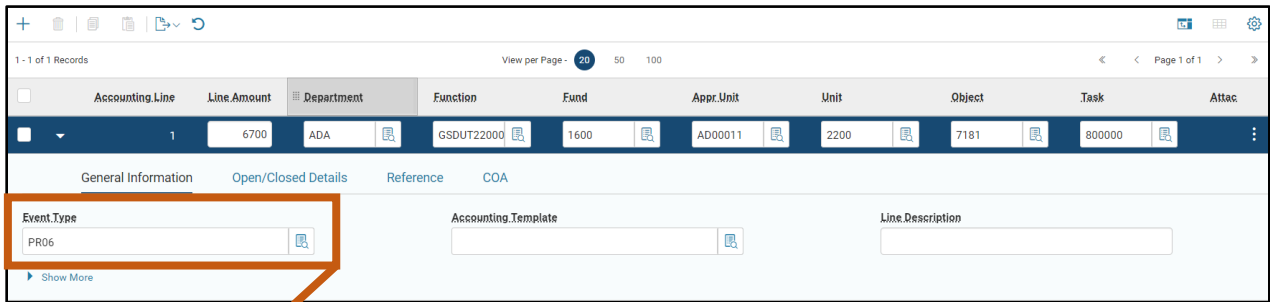 1 - 1 of 1 Records View per Page - 20 50 100 Page 1 of 1
Accounting Line Line Amount Department Function Fund Appr Unit Unit Object Task Attac
1 6700 ADA GSDUT22000 1600 AD00011 2200 7181 800000
General Information Open/Closed Details Reference COA
Event Type Accounting Template Line Description
PR06
Show More